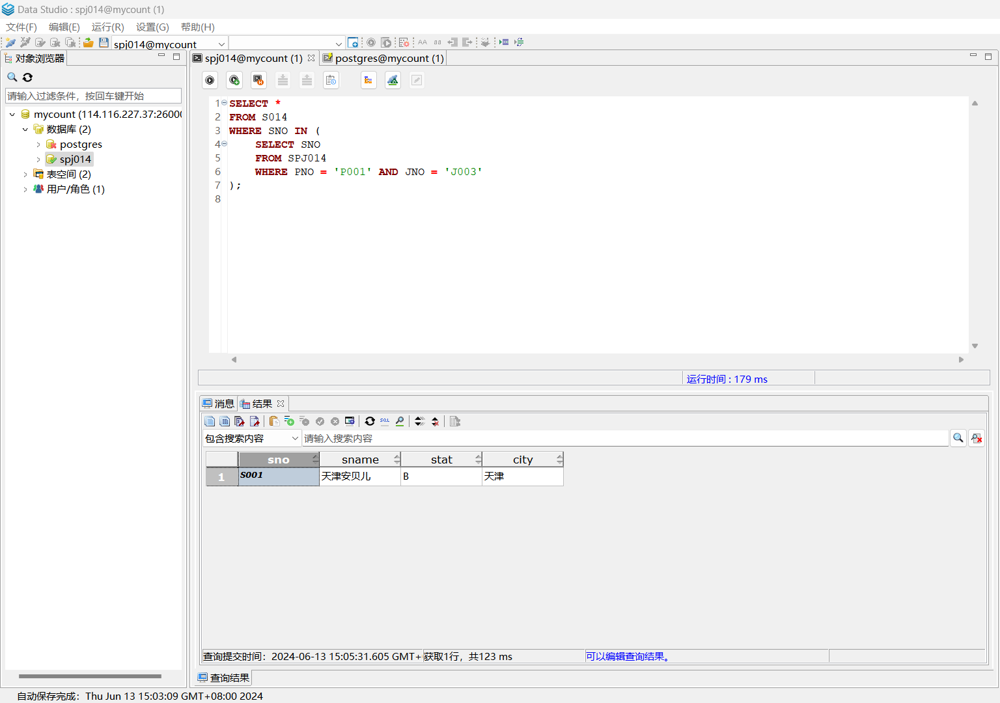 Data Studio : spj014@mycount (1)
文件(F) 编辑(E) 运行(R) 设置(G) 帮助(H)
spj014@mycount
AA aa
对象浏览器
spj014@mycount (1) postgres@mycount (1)
请输入过滤条件，按回车键开始
mycount (114.116.227.37:2600
数据库 (2)
postgres
spj014
表空间 (2)
用户/角色 (1)
1 SELECT *
2 FROM S014
3 WHERE SNO IN (
4 SELECT SNO
5 FROM SPJ014
6 WHERE PNO = 'P001' AND JNO = 'J003'
7 );
8
运行时间 : 179 ms
消息 结果
SQL
包含搜索内容 请输入搜索内容
sno sname stat city
1 S001 天津安贝儿 B 天津
查询提交时间：2024-06-13 15:05:31.605 GMT+ 获取1行，共123 ms 可以编辑查询结果。
查询结果
自动保存完成：Thu Jun 13 15:03:09 GMT+08:00 2024